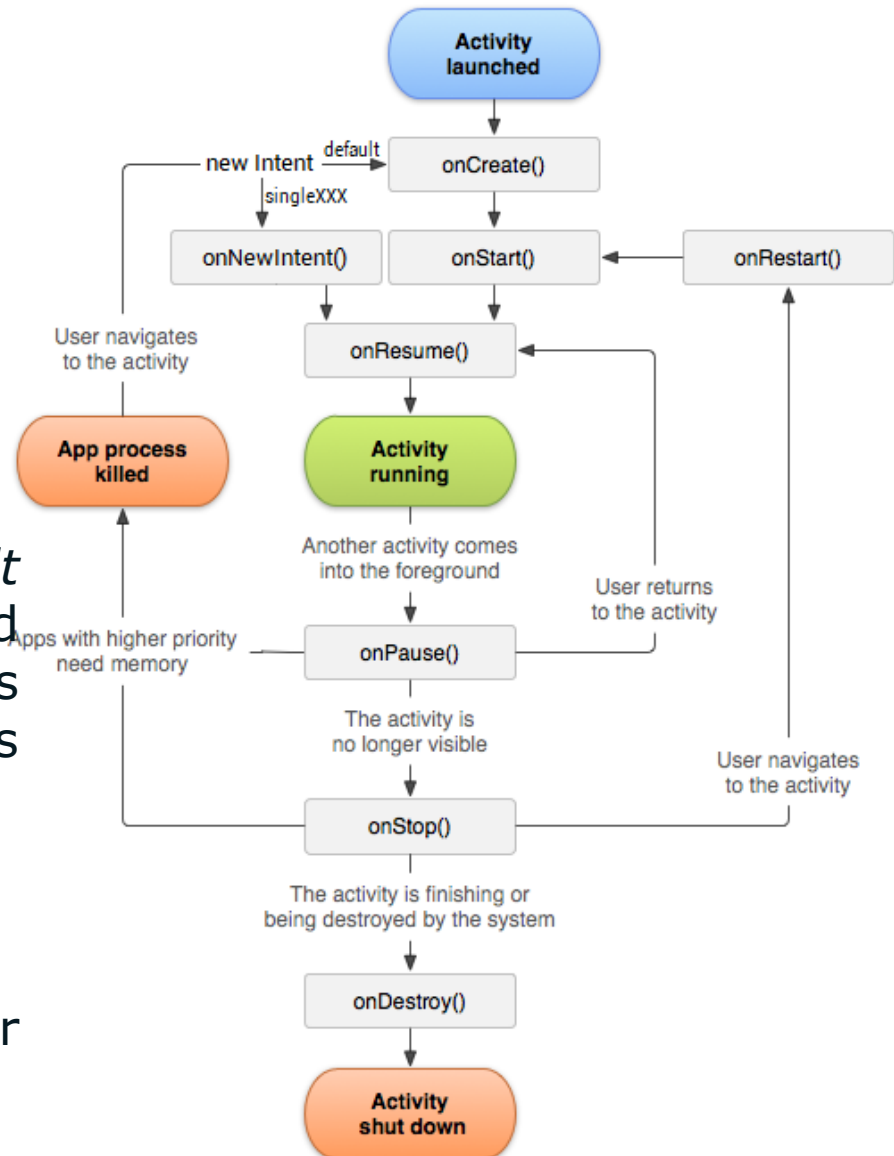 Activity
launched
default
new Intent
onCreate()
singleXXX
onNewIntent()
onStart()
onRestart()
User navigates
to the activity
onResume()
App process
killed
Activity
running
Another activity comes
into the foreground
User returns
to the activity
t
d
Apps with higher priority
need memory
onPause()
s
s
The activity is
no longer visible
User navigates
to the activity
onStop()
The activity is finishing or
being destroyed by the system
onDestroy()
r
Activity
shut down